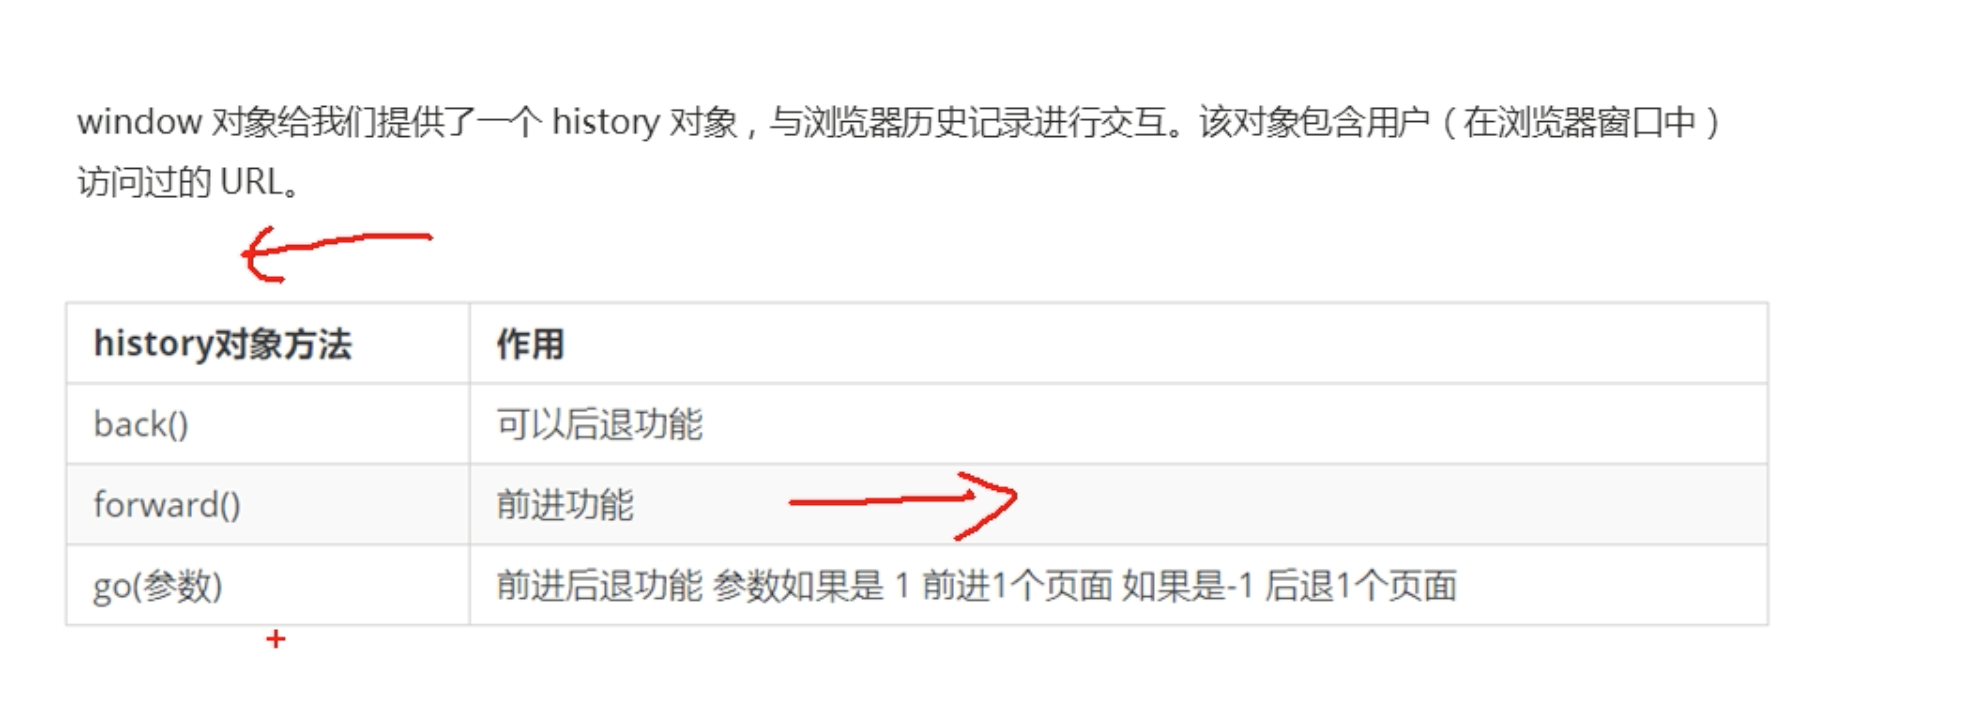 window 对象给我们提供了一个 history 对象，与浏览器历史记录进行交互。该对象包含用户（在浏览器窗口中）
访问过的 URL。
history对象方法 作用
back() 可以后退功能
forward() 前进功能
go(参数) 前进后退功能 参数如果是 1 前进1个页面 如果是-1 后退1个页面